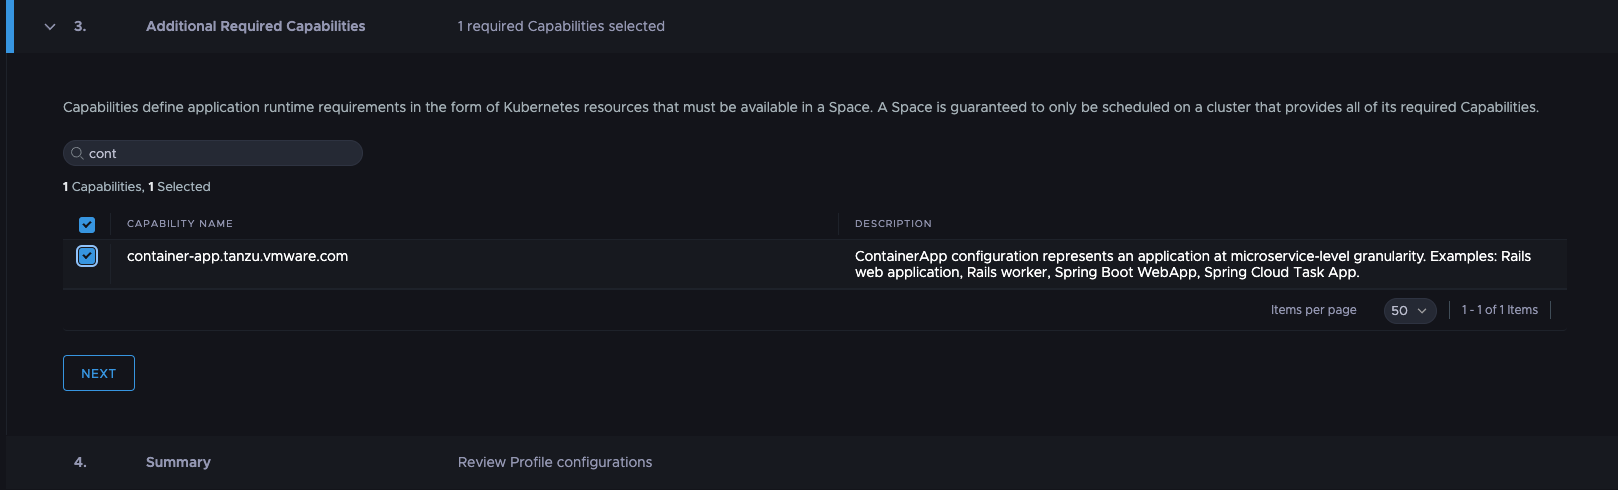 3. Additional Required Capabilities 1 required Capabilities selected
Capabilities define application runtime requirements in the form of Kubernetes resources that must be available in a Space. A Space is guaranteed to only be scheduled on a cluster that provides all of its required Capabilities.
cont
1 Capabilities, 1 Selected
CAPABILITY NAME DESCRIPTION
container-app.tanzu.vmware.com ContainerApp configuration represents an application at microservice-level granularity. Examples: Rails
web application, Rails worker, Spring Boot WebApp, Spring Cloud Task App.
Items per page 50 1 - 1 of 1 Items
NEXT
4. Summary Review Profile configurations